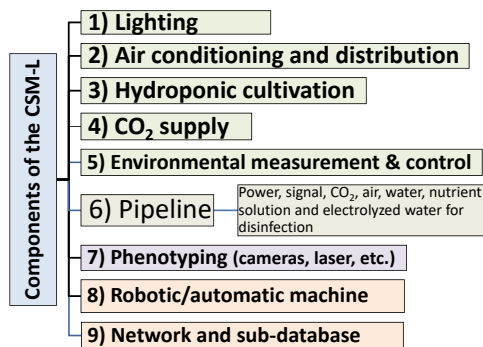 Components of the CSM-L
1) Lighting
2) Air conditioning and distribution
3) Hydroponic cultivation
4) CO₂ supply
5) Environmental measurement & control
6) Pipeline
Power, signal, CO₂, air, water, nutrient
solution and electrolyzed water for
disinfection
7) Phenotyping (cameras, laser, etc.)
8) Robotic/automatic machine
9) Network and sub-database